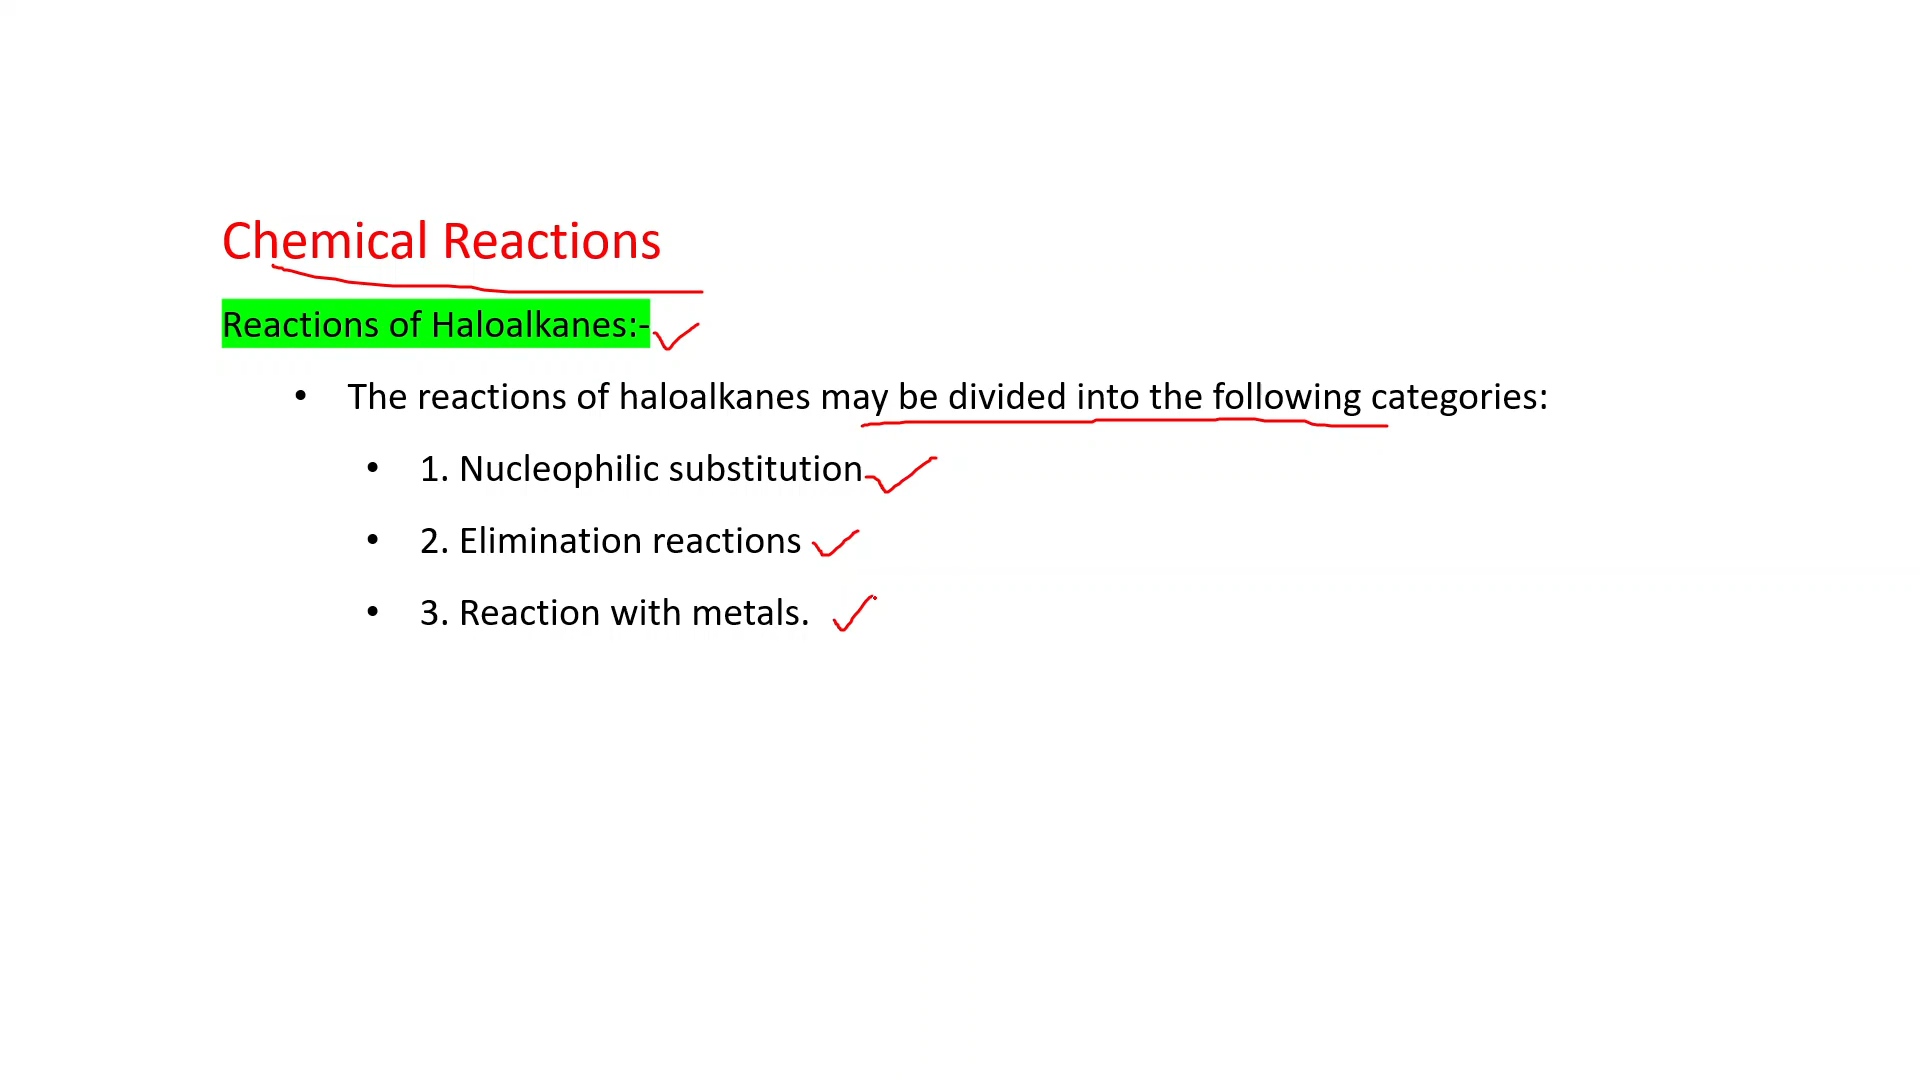 Chemical Reactions
Reactions of Haloalkanes:-
• The reactions of haloalkanes may be divided into the following categories:
• 1. Nucleophilic substitution
• 2. Elimination reactions
• 3. Reaction with metals.